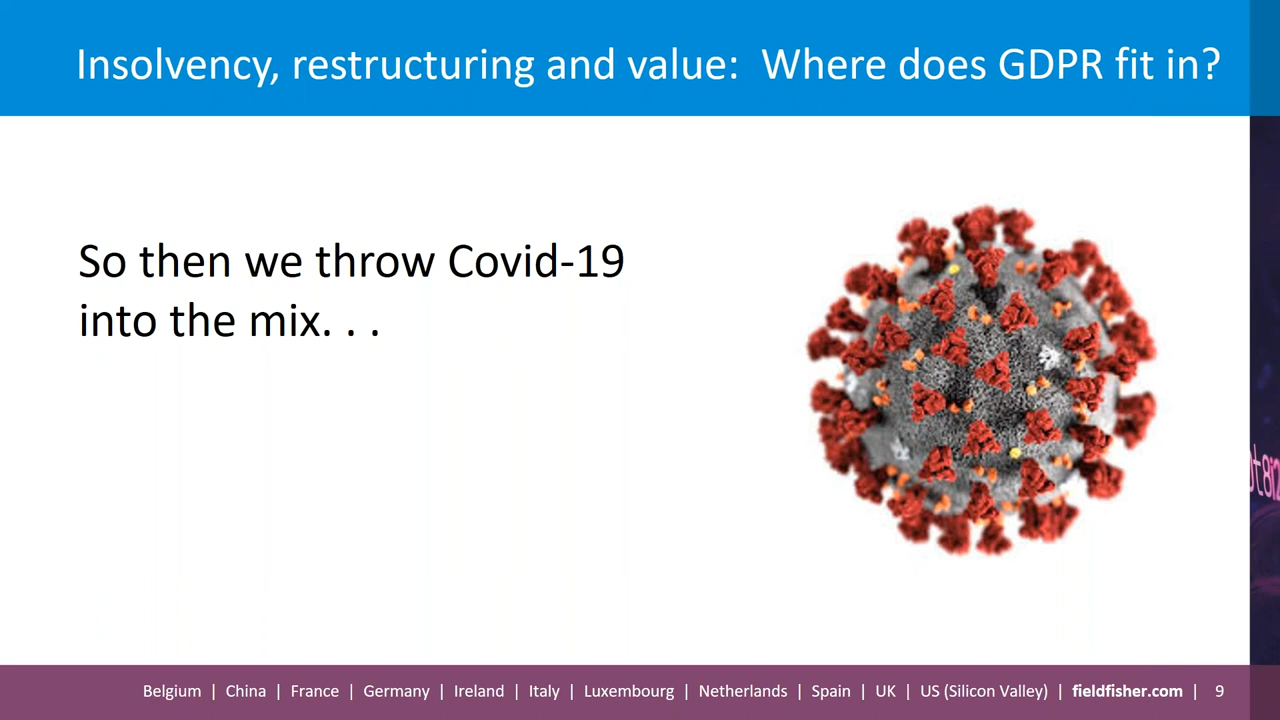 Insolvency, restructuring and value: Where does GDPR fit in?
So then we throw Covid-19
into the mix. . .
Belgium | China | France | Germany | Ireland | Italy | Luxembourg | Netherlands | Spain | UK | US (Silicon Valley) | fieldfisher.com | 9